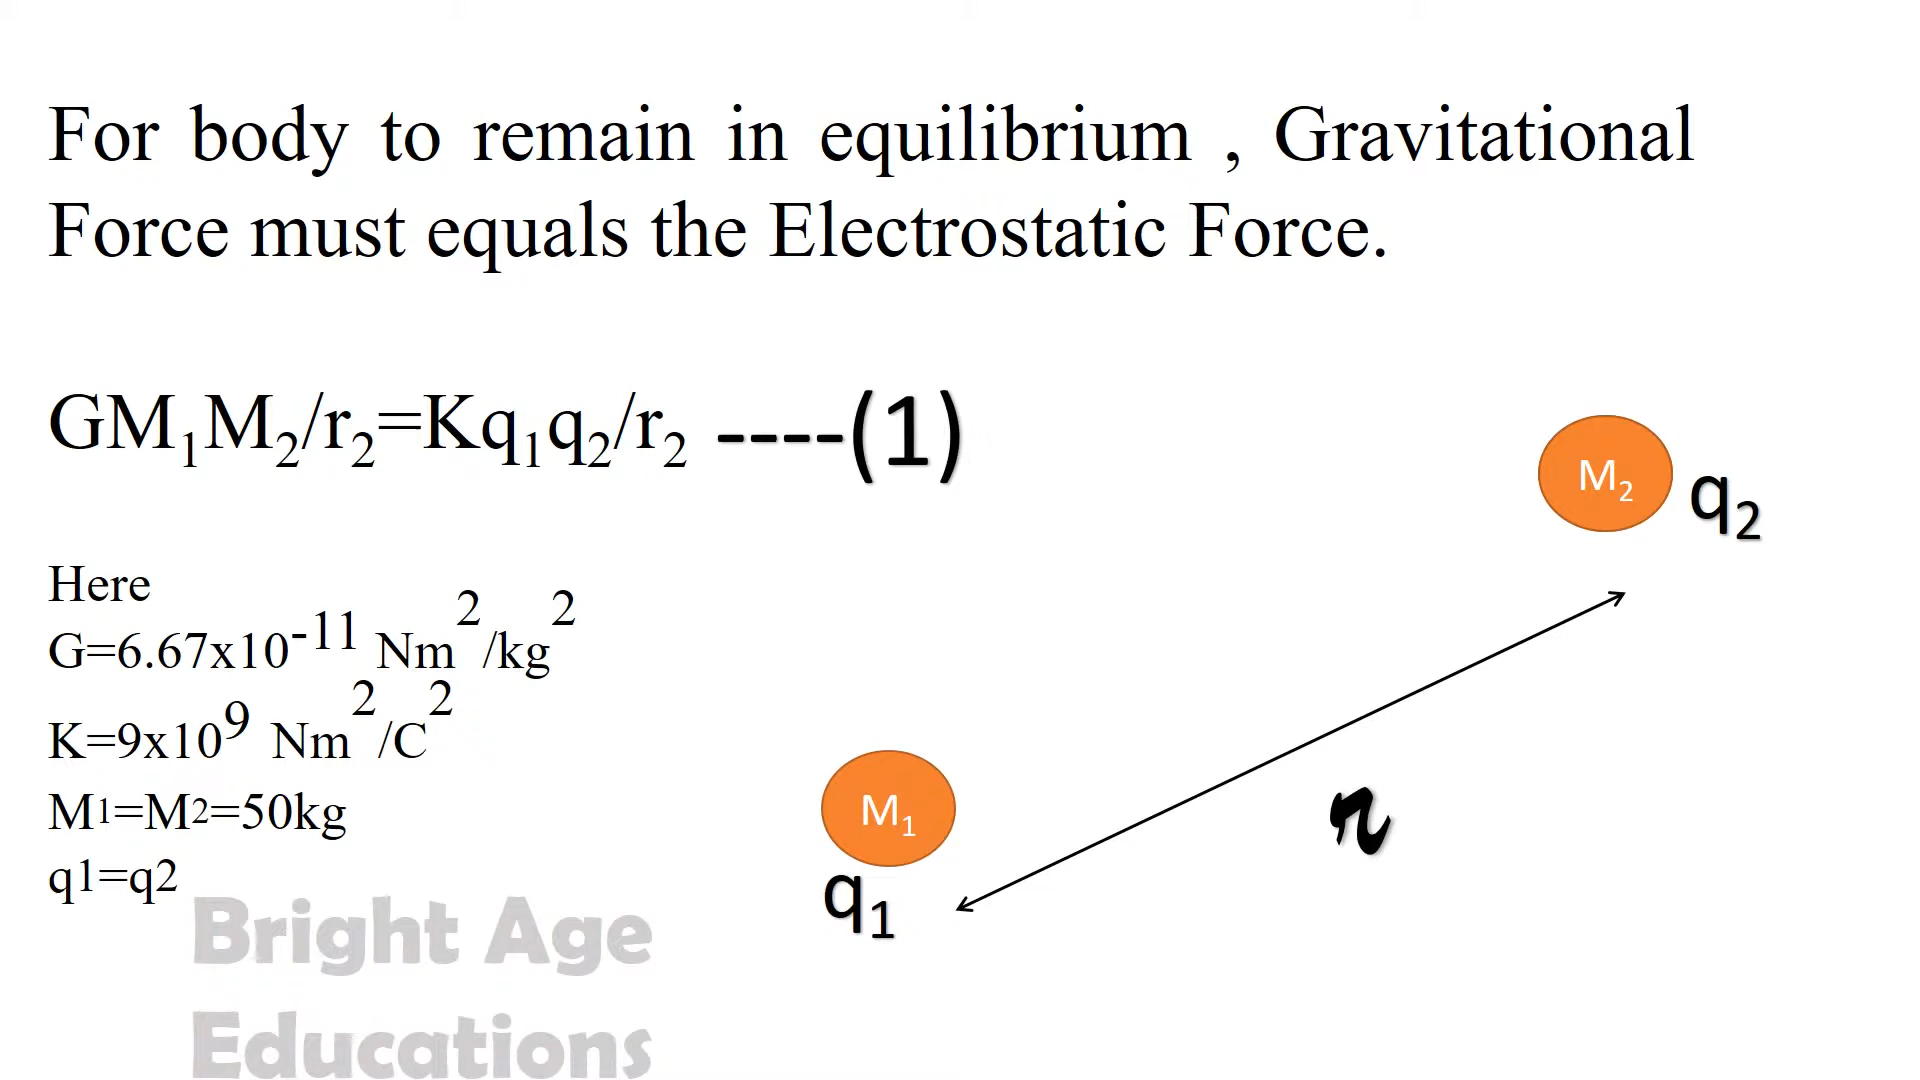 For body to remain in equilibrium , Gravitational
Force must equals the Electrostatic Force.
GM₁M₂/r₂=Kq₁q₂/r₂ ----(1)
M₂
q₂
Here
G=6.67x10⁻¹¹ Nm²/kg²
K=9x10⁹ Nm²/C²
M1=M2=50kg
q1=q2
M₁
q₁
r
Bright Age
Educations